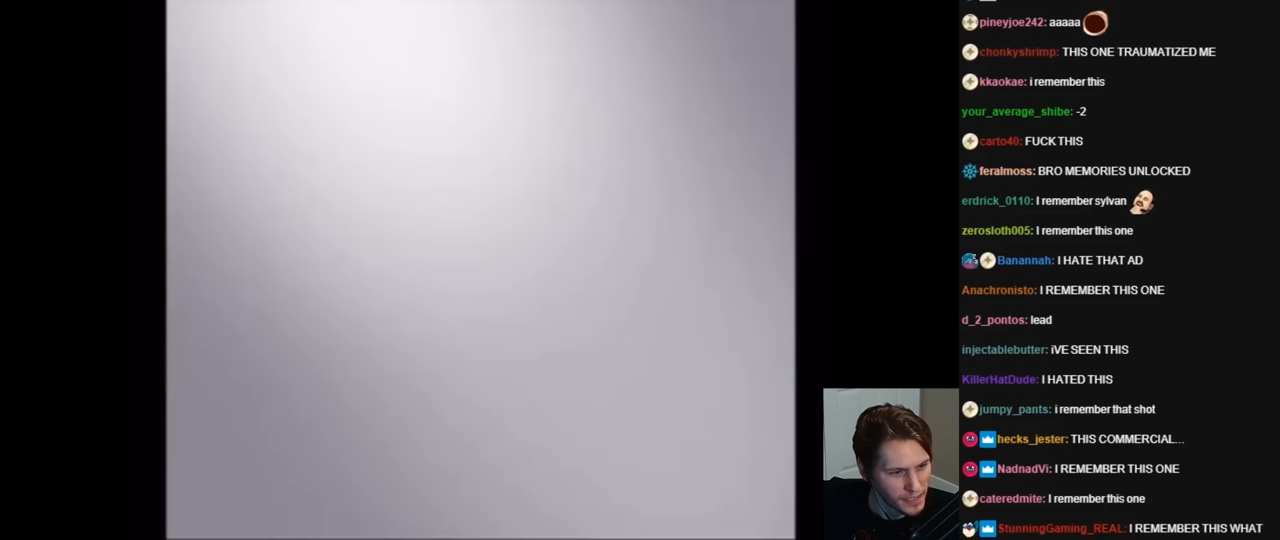 pineyjoe242: aaaaa
chonkyshrimp: THIS ONE TRAUMATIZED ME
kkaokae: i remember this
your_average_shibe: -2
carto40: FUCK THIS
feralmoss: BRO MEMORIES UNLOCKED
erdrick_0110: I remember sylvan
zerosloth005: I remember this one
Banannah: I HATE THAT AD
Anachronisto: I REMEMBER THIS ONE
d_2_pontos: lead
injectablebutter: iVE SEEN THIS
KillerHatDude: I HATED THIS
jumpy_pants: i remember that shot
hecks_jester: THIS COMMERCIAL...
NadnadVi: I REMEMBER THIS ONE
cateredmite: I remember this one
StunningGaming_REAL: I REMEMBER THIS WHAT